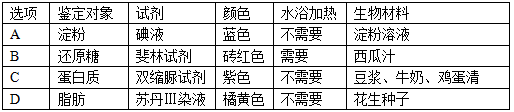 选项 鉴定对象 试剂 颜色 水浴加热 生物材料
A 淀粉 碘液 蓝色 不需要 淀粉溶液
B 还原糖 斐林试剂 砖红色 需要 西瓜汁
C 蛋白质 双缩脲试剂 紫色 不需要 豆浆、牛奶、鸡蛋清
D 脂肪 苏丹Ⅲ染液 橘黄色 不需要 花生种子